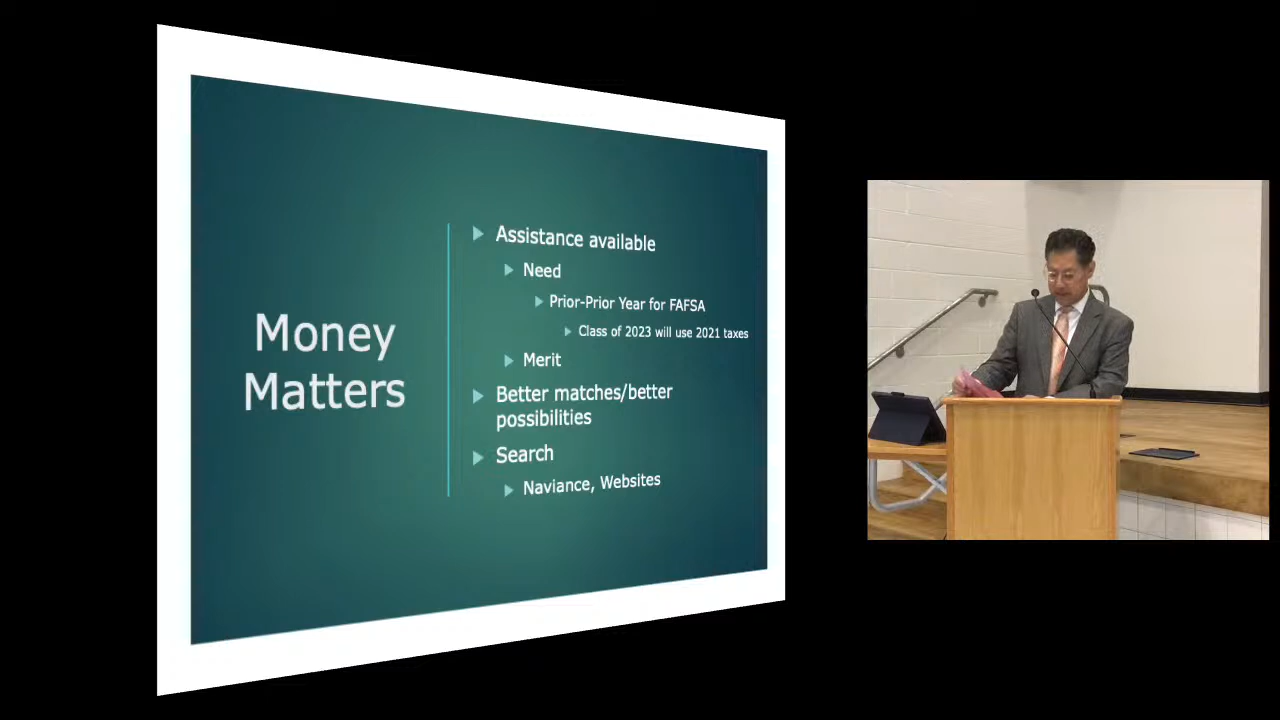 Money
Matters
Assistance available
Need
Prior-Prior Year for FAFSA
Class of 2023 will use 2021 taxes
Merit
Better matches/better
possibilities
Search
Naviance, Websites